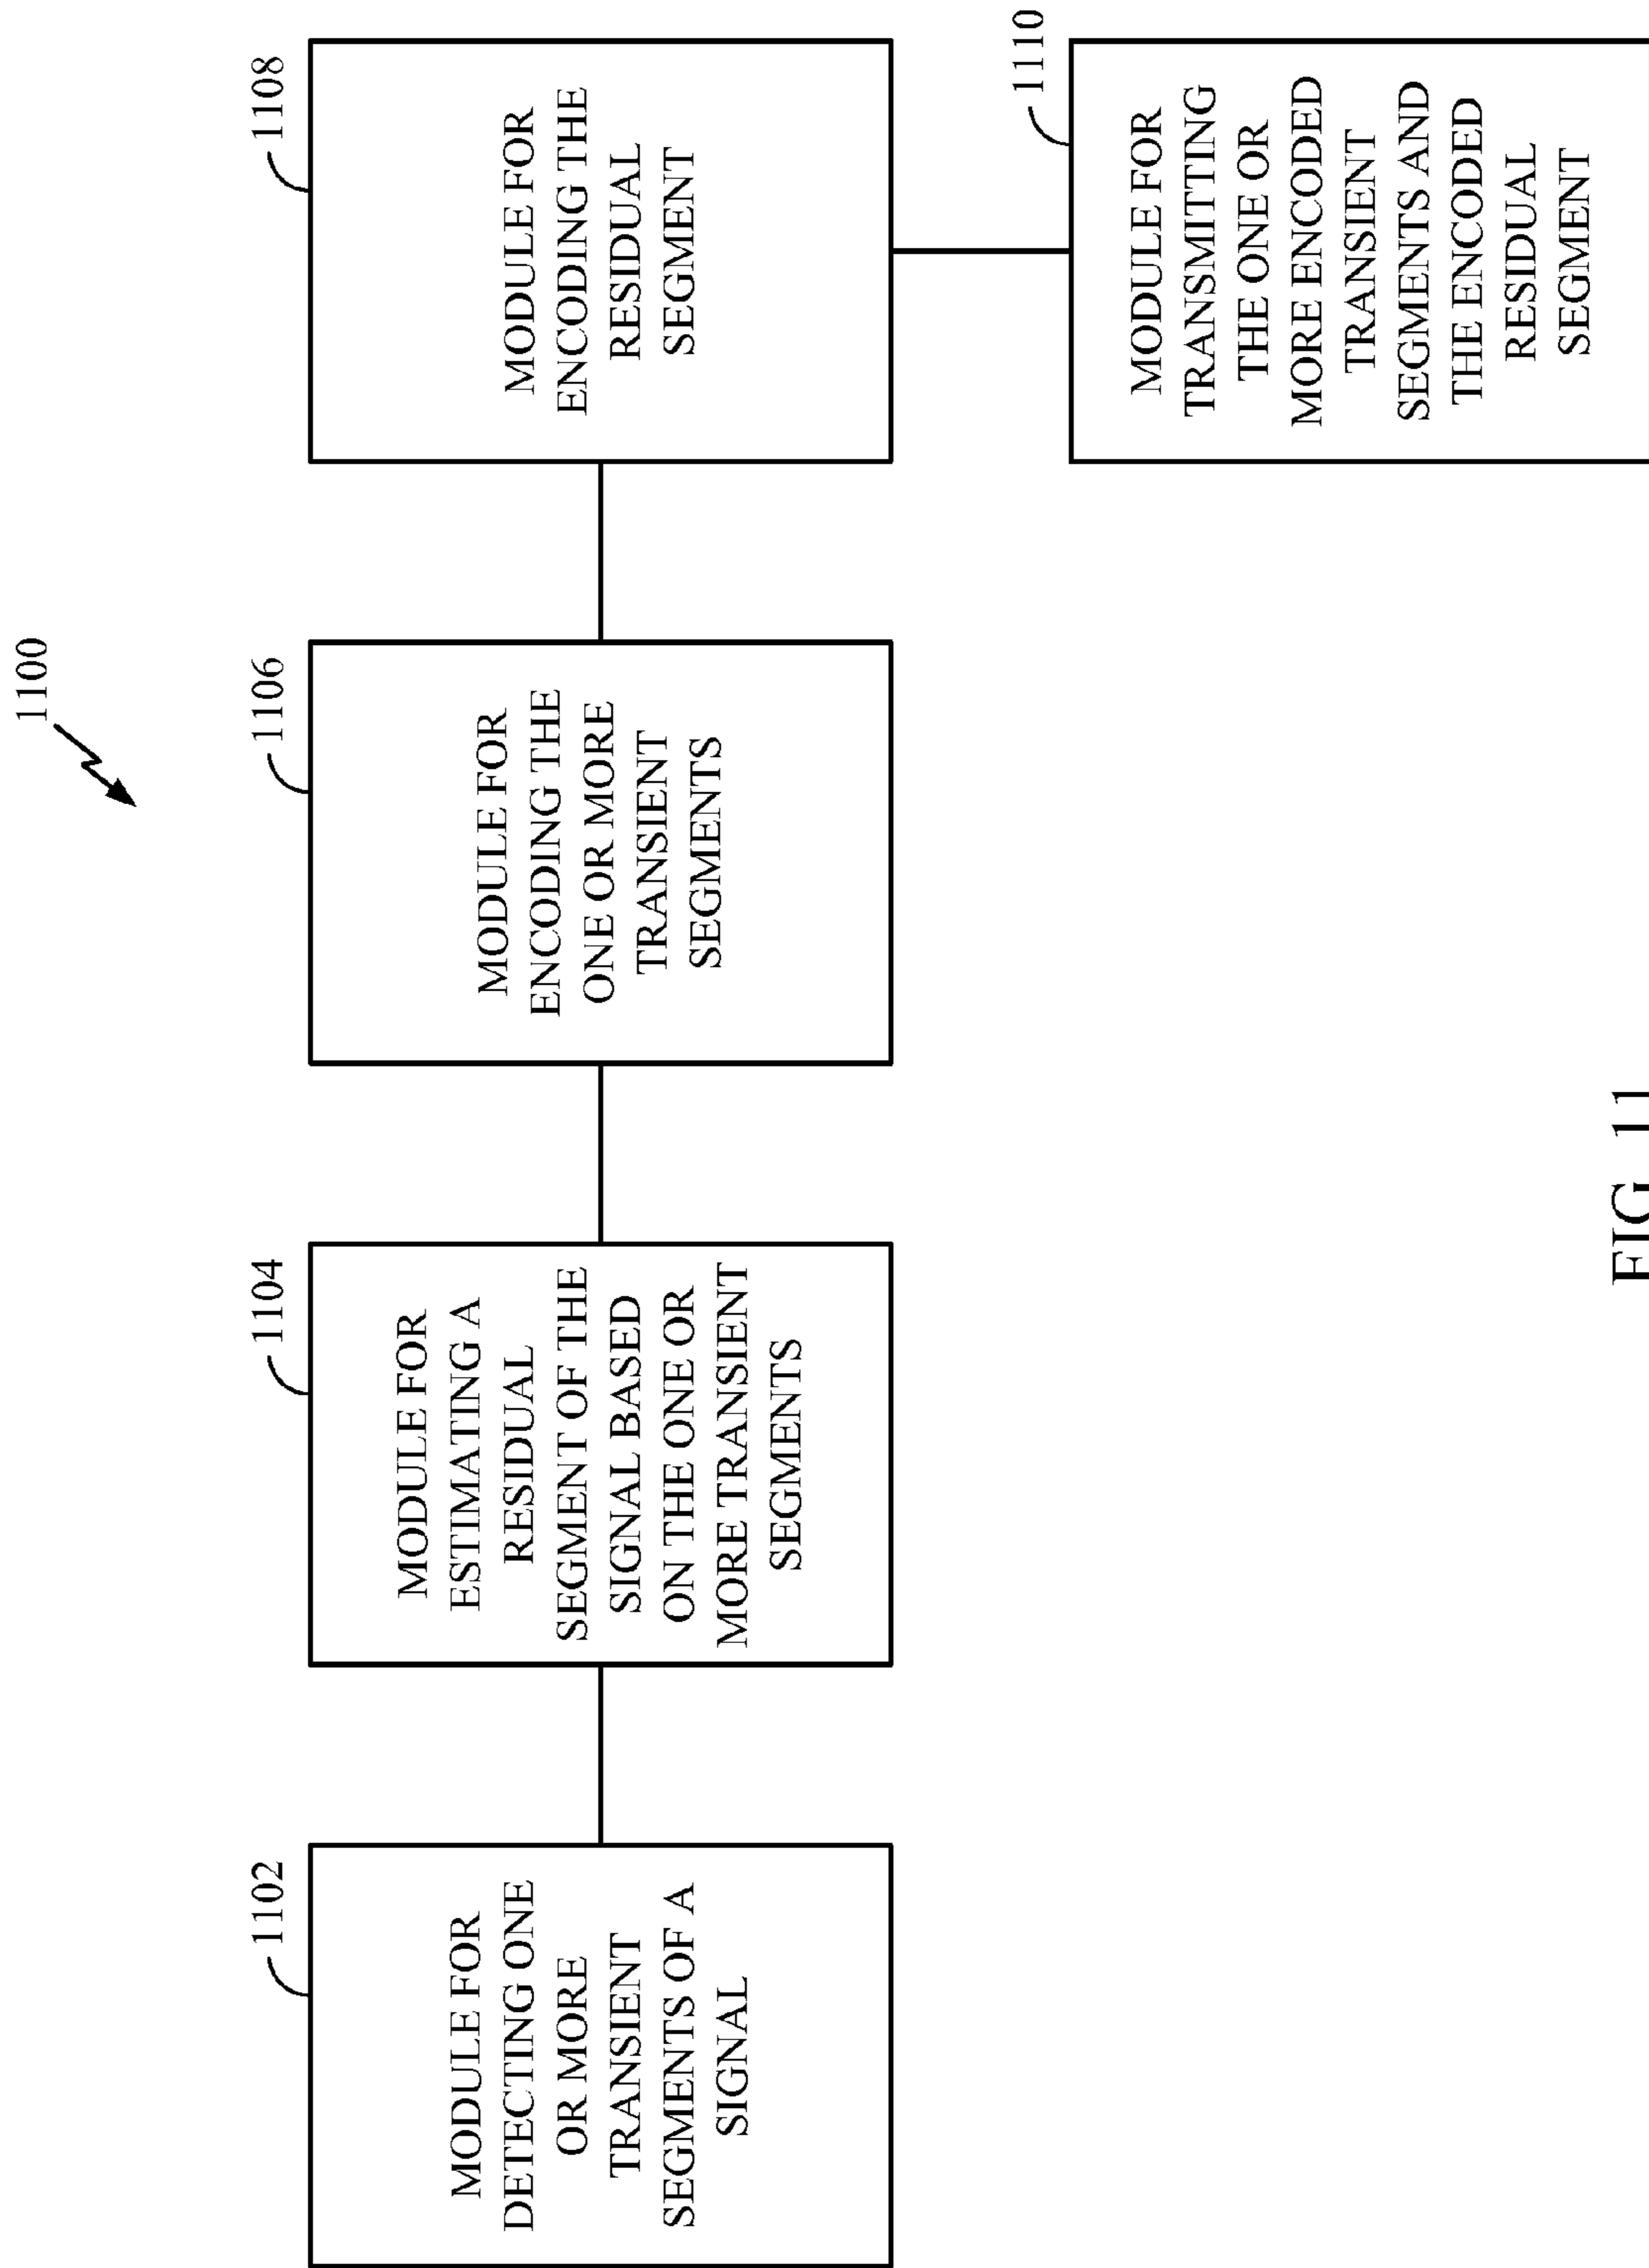 1100
1102
MODULE FOR
DETECTING ONE
OR MORE
TRANSIENT
SEGMENTS OF A
SIGNAL
1104
MODULE FOR
ESTIMATING A
RESIDUAL
SEGMENT OF THE
SIGNAL BASED
ON THE ONE OR
MORE TRANSIENT
SEGMENTS
1106
MODULE FOR
ENCODING THE
ONE OR MORE
TRANSIENT
SEGMENTS
1108
MODULE FOR
ENCODING THE
RESIDUAL
SEGMENT
1110
MODULE FOR
TRANSMITTING
THE ONE OR
MORE ENCODED
TRANSIENT
SEGMENTS AND
THE ENCODED
RESIDUAL
SEGMENT
FIG. 11